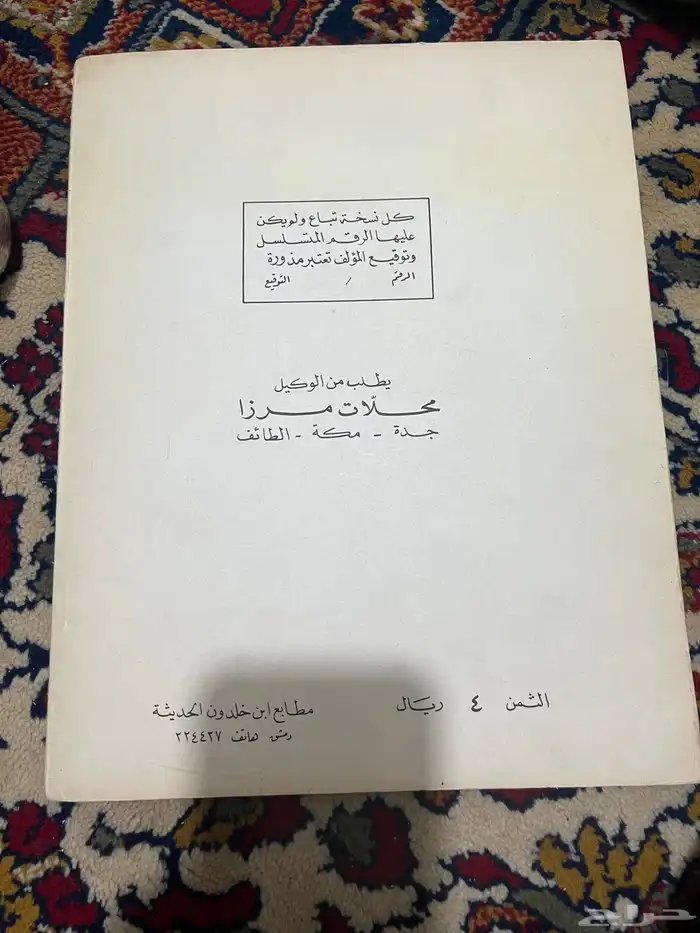 كل نسخة تباع ولم يكن
عليها الرقم المتسلسل
وتوقيع المؤلف تعتبر مزورة
الرقم / التوقيع
يطلب من الوكيل
محلات مرزا
جدة - مكة - الطائف
الثمن ٤ ريال
مطابع ابن خلدون الحديثة
دمشق هاتف ٢٢٤٤٢٧
حراج